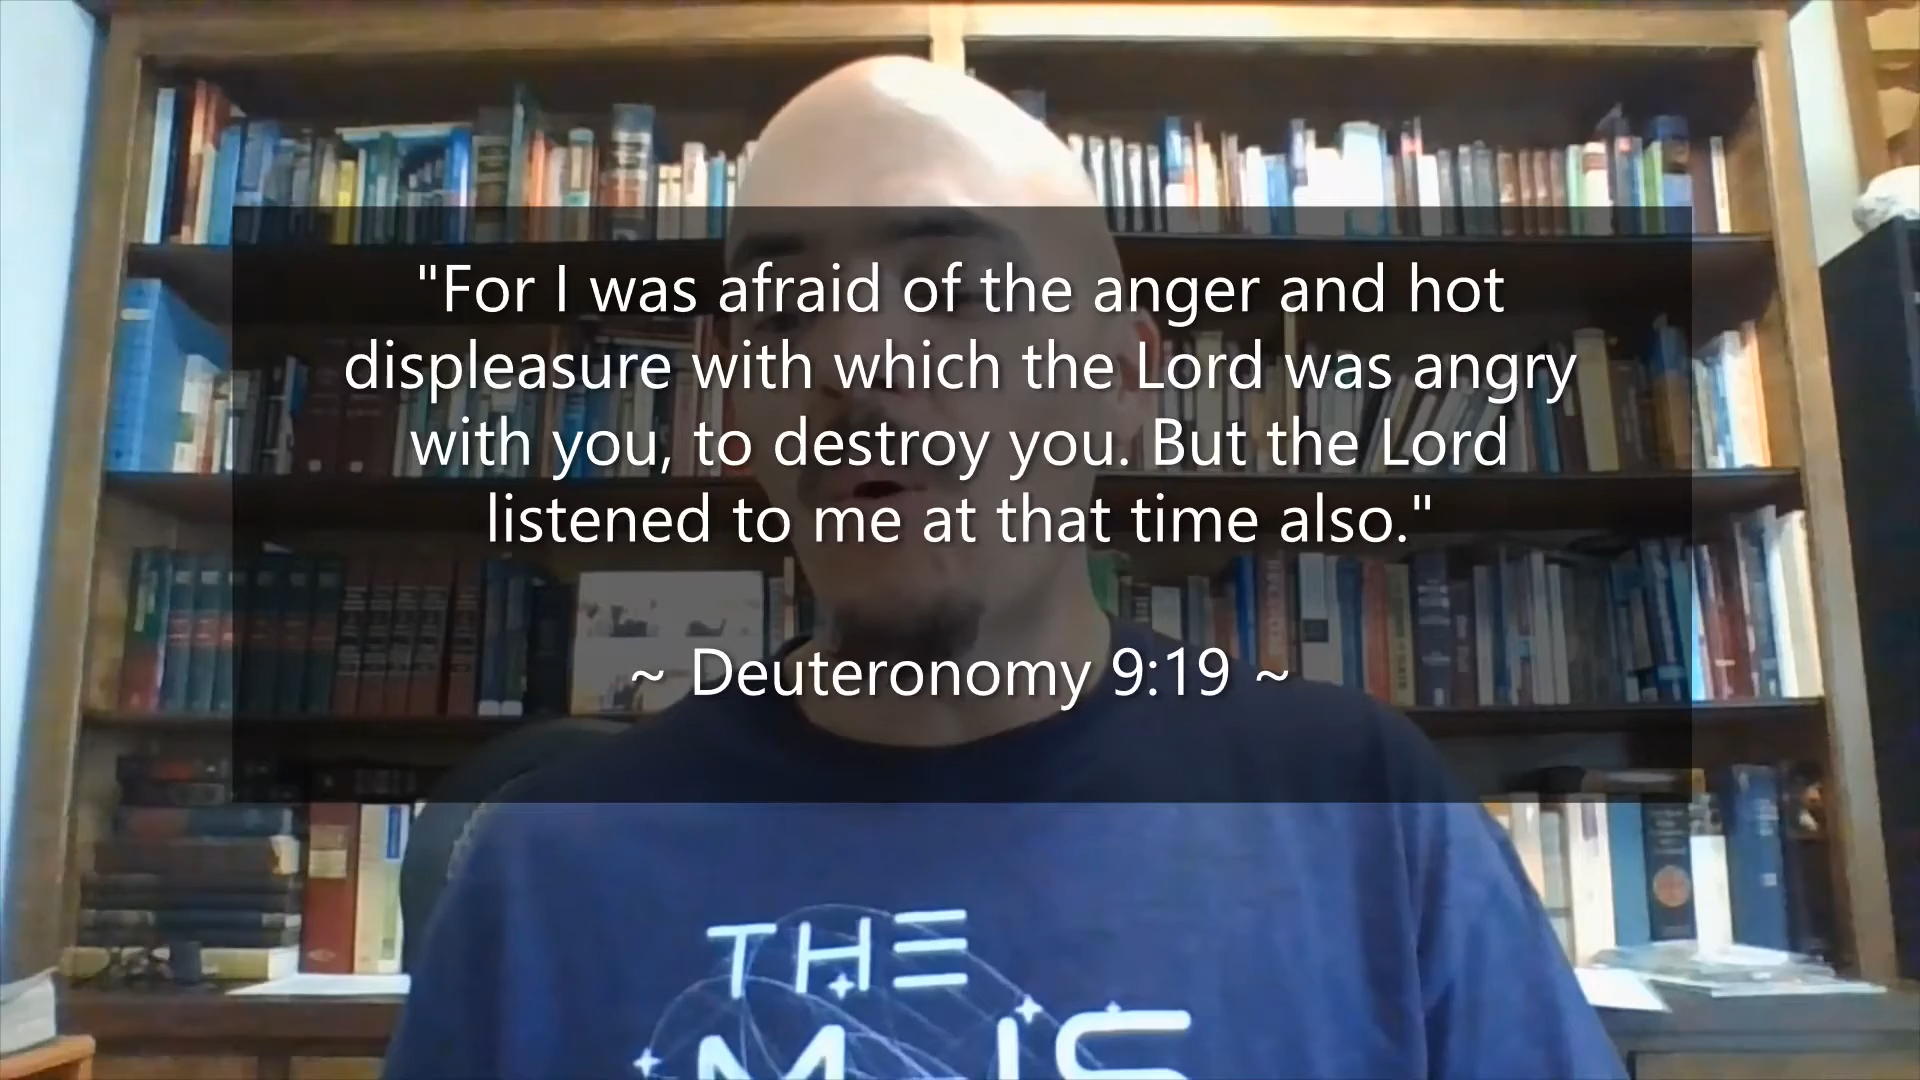 "For I was afraid of the anger and hot
displeasure with which the Lord was angry
with you, to destroy you. But the Lord
listened to me at that time also."
~ Deuteronomy 9:19 ~
THE